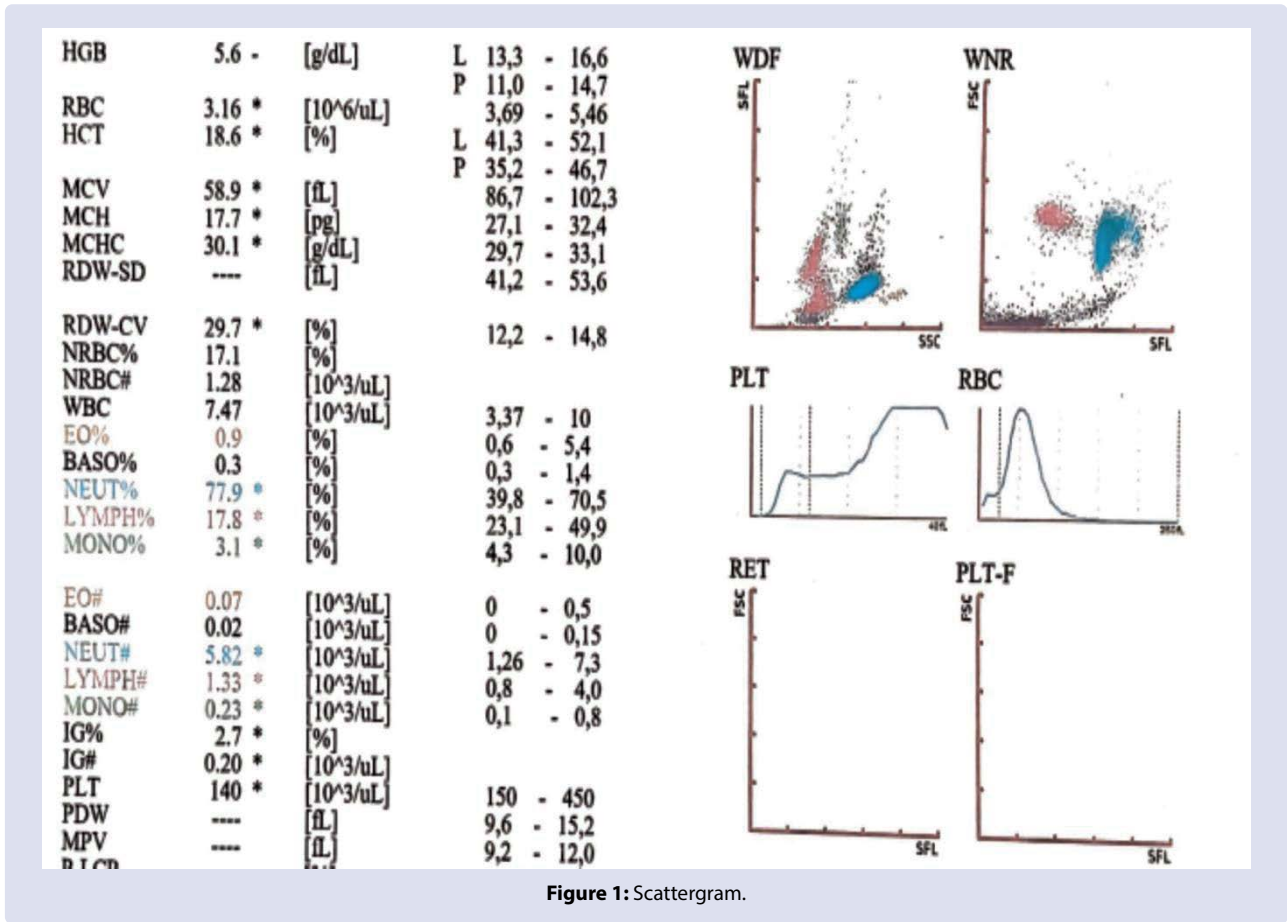 HGB 5.6 - [g/dL] L 13,3 - 16,6
P 11,0 - 14,7
RBC 3.16 * [10^6/uL] 3,69 - 5,46
HCT 18.6 * [%] L 41,3 - 52,1
P 35,2 - 46,7
MCV 58.9 * [fL] 86,7 - 102,3
MCH 17.7 * [pg] 27,1 - 32,4
MCHC 30.1 * [g/dL] 29,7 - 33,1
RDW-SD ---- [fL] 41,2 - 53,6
RDW-CV 29.7 * [%] 12,2 - 14,8
NRBC% 17.1 [%]
NRBC# 1.28 [10^3/uL]
WBC 7.47 [10^3/uL] 3,37 - 10
EO% 0.9 [%] 0,6 - 5,4
BASO% 0.3 [%] 0,3 - 1,4
NEUT% 77.9 * [%] 39,8 - 70,5
LYMPH% 17.8 * [%] 23,1 - 49,9
MONO% 3.1 * [%] 4,3 - 10,0
EO# 0.07 [10^3/uL] 0 - 0,5
BASO# 0.02 [10^3/uL] 0 - 0,15
NEUT# 5.82 * [10^3/uL] 1,26 - 7,3
LYMPH# 1.33 * [10^3/uL] 0,8 - 4,0
MONO# 0.23 * [10^3/uL] 0,1 - 0,8
IG% 2.7 * [%]
IG# 0.20 * [10^3/uL]
PLT 140 * [10^3/uL] 150 - 450
PDW ---- [fL] 9,6 - 15,2
MPV ---- [fL] 9,2 - 12,0
WDF WNR
SFL FSC
SSC SFL
PLT RBC
RET PLT-F
FSC FSC
SFL SFL
Figure 1: Scattergram.